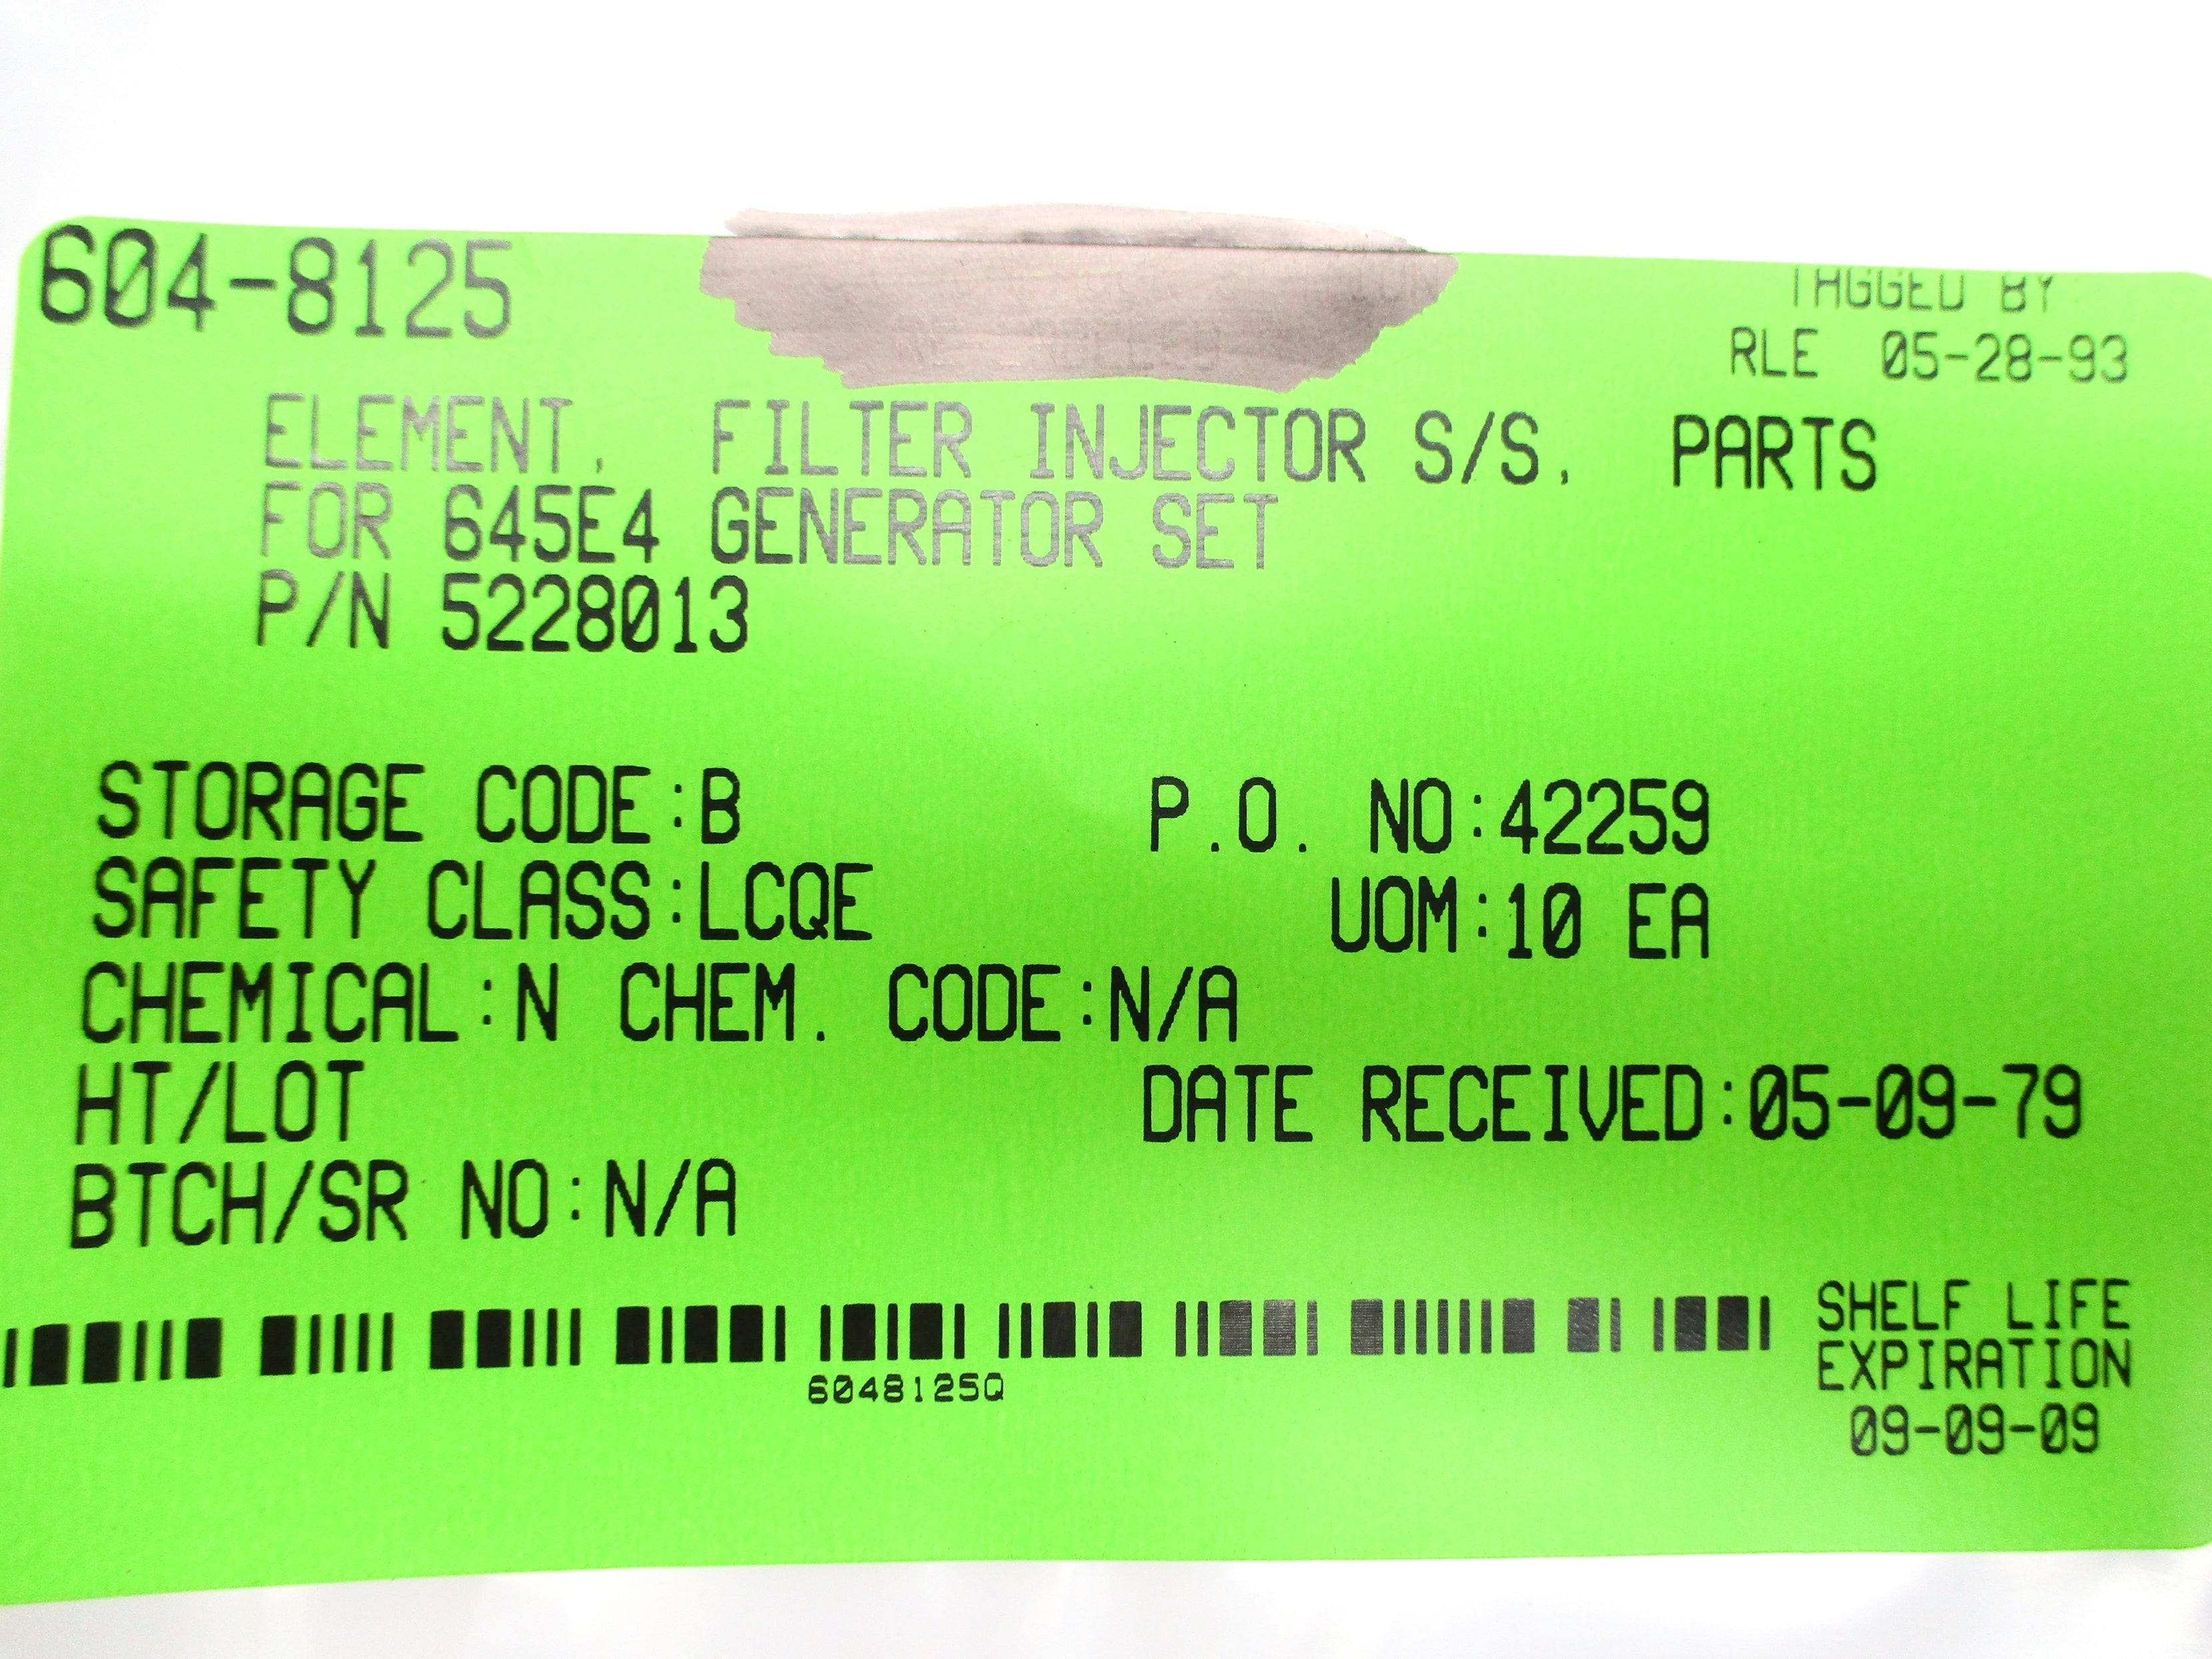 604-8125
TAGGED BY:
RLE 05-28-93
ELEMENT, FILTER INJECTOR S/S, PARTS
FOR 645E4 GENERATOR SET
P/N 5228013
STORAGE CODE:B P.O. NO:42259
SAFETY CLASS:LCQE UOM:10 EA
CHEMICAL:N CHEM. CODE:N/A
HT/LOT DATE RECEIVED:05-09-79
BTCH/SR NO:N/A
6048125Q
SHELF LIFE
EXPIRATION
09-09-09